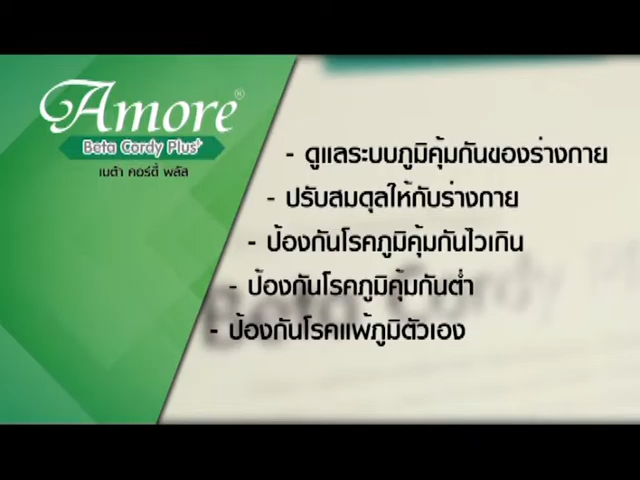 Amore®
Beta Cordy Plus+
เบต้า คอร์ดี้ พลัส
- ดูแลระบบภูมิคุ้มกันของร่างกาย
- ปรับสมดุลให้กับร่างกาย
- ป้องกันโรคภูมิคุ้มกันไวเกิน
- ป้องกันโรคภูมิคุ้มกันต่ำ
- ป้องกันโรคแพ้ภูมิตัวเอง